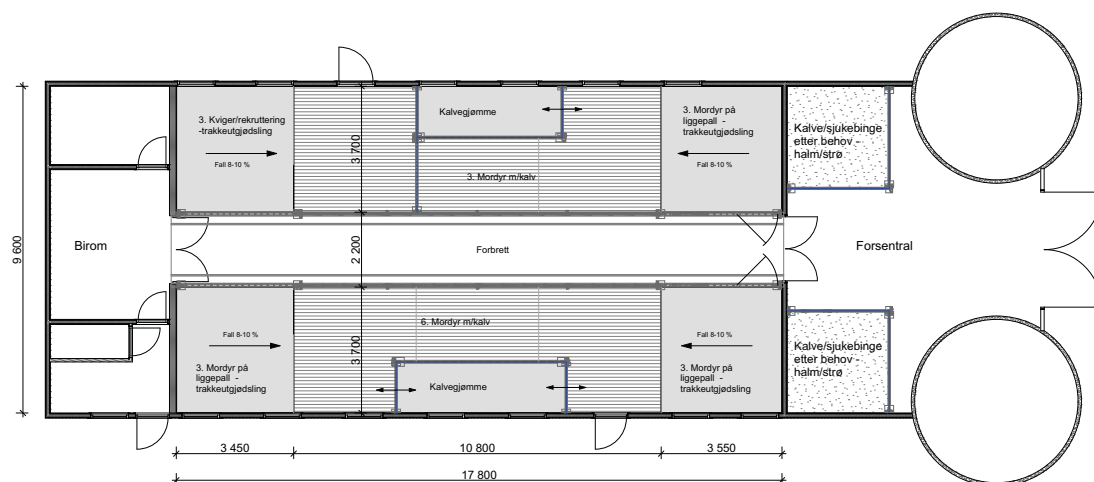 3. Kviger/rekruttering
-trakkeutgjødsling
Fall 8-10 %
Kalvegjømme
3. Mordyr på
liggepall -
trakkeutgjødsling
Fall 8-10 %
Kalve/sjukebinge
etter behov -
halm/strø
3 700
3. Mordyr m/kalv
9 600
Birom
2 200
Forbrett
Forsentral
Fall 8-10 %
3. Mordyr på
liggepall -
trakkeutgjødsling
3 700
6. Mordyr m/kalv
Kalvegjømme
Fall 8-10 %
3. Mordyr på
liggepall -
trakkeutgjødsling
Kalve/sjukebinge
etter behov -
halm/strø
3 450
10 800
3 550
17 800